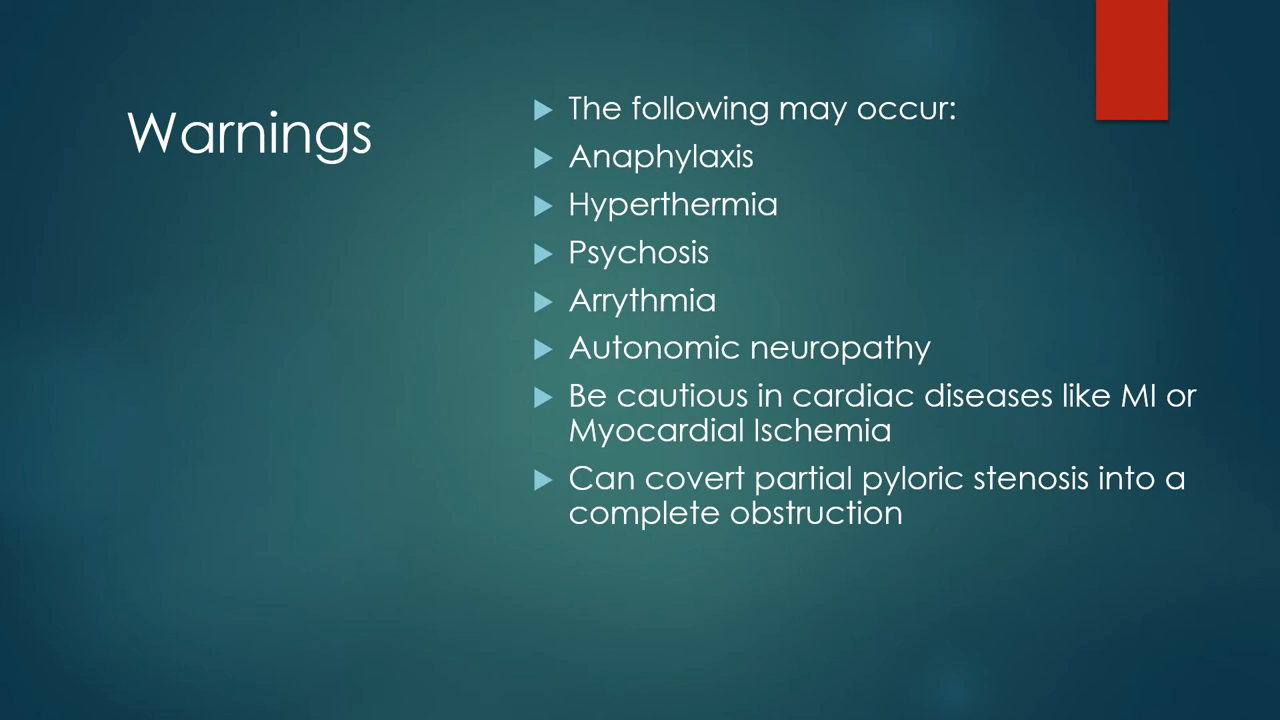 Warnings
The following may occur:
Anaphylaxis
Hyperthermia
Psychosis
Arrythmia
Autonomic neuropathy
Be cautious in cardiac diseases like MI or
Myocardial Ischemia
Can covert partial pyloric stenosis into a
complete obstruction